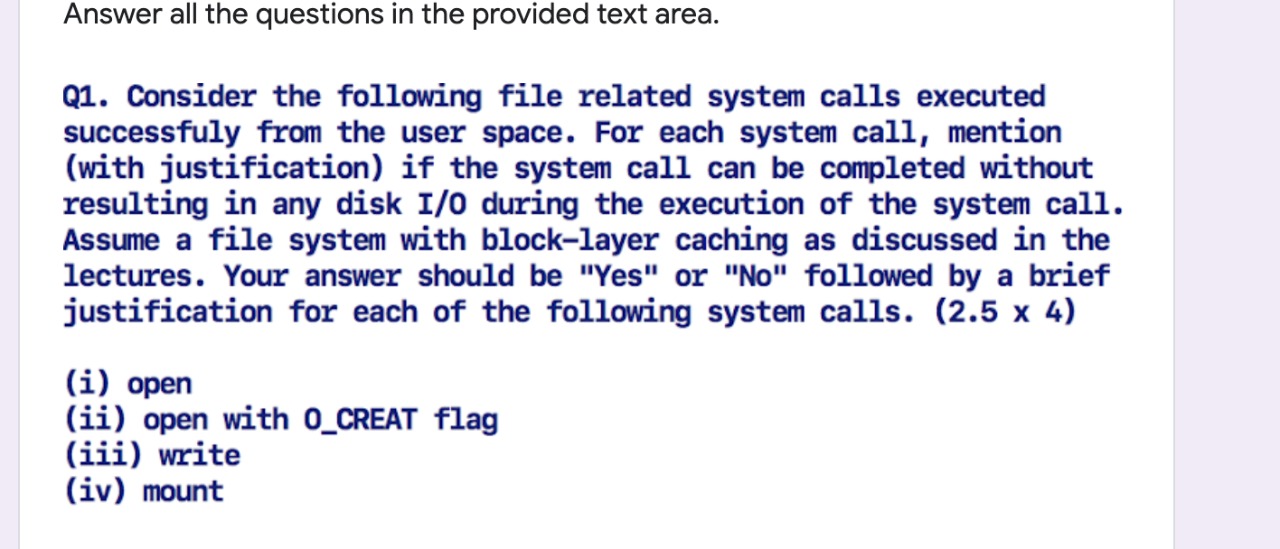 Answer all the questions in the provided text area.
Q1. Consider the following file related system calls executed
successfuly from the user space. For each system call, mention
(with justification) if the system call can be completed without
resulting in any disk I/O during the execution of the system call.
Assume a file system with block-layer caching as discussed in the
lectures. Your answer should be "Yes" or "No" followed by a brief
justification for each of the following system calls. (2.5 x 4)
(i) open
(ii) open with O_CREAT flag
(iii) write
(iv) mount